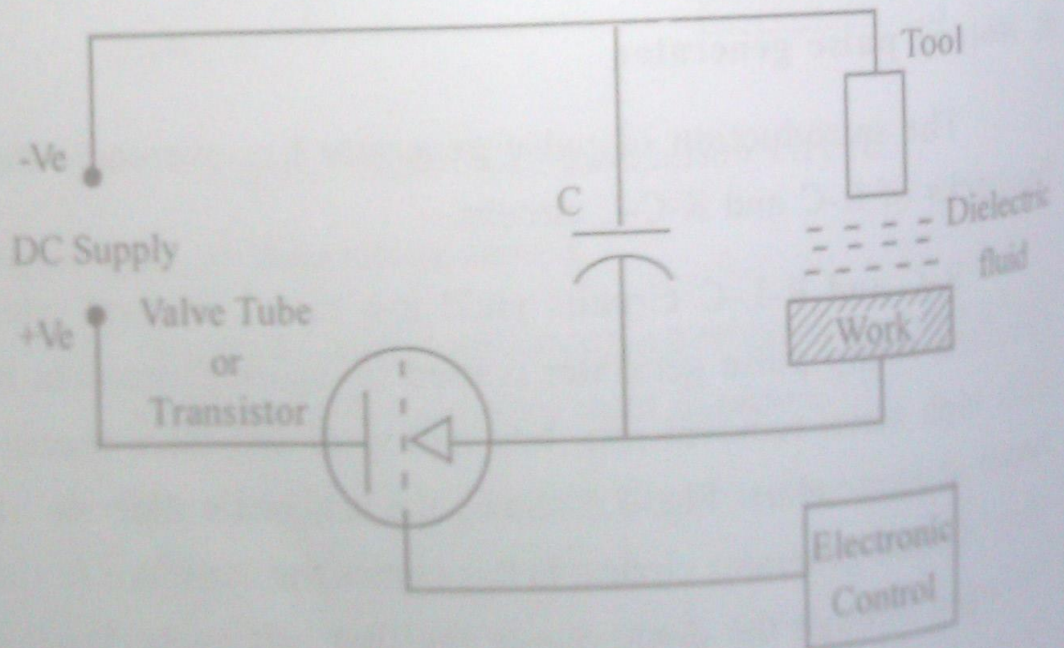 Tool
-Ve
C
Dielectric
fluid
DC Supply
+Ve
Valve Tube
or
Transistor
Work
Electronic
Control